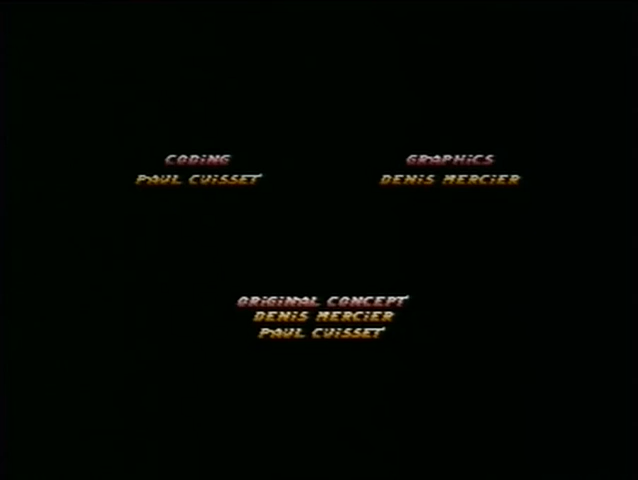 CODiNG
PAUL CUiSSET
GRAPHiCS
DENiS MERCiER
ORiGiNAL CONCEPT
DENiS MERCiER
PAUL CUiSSET